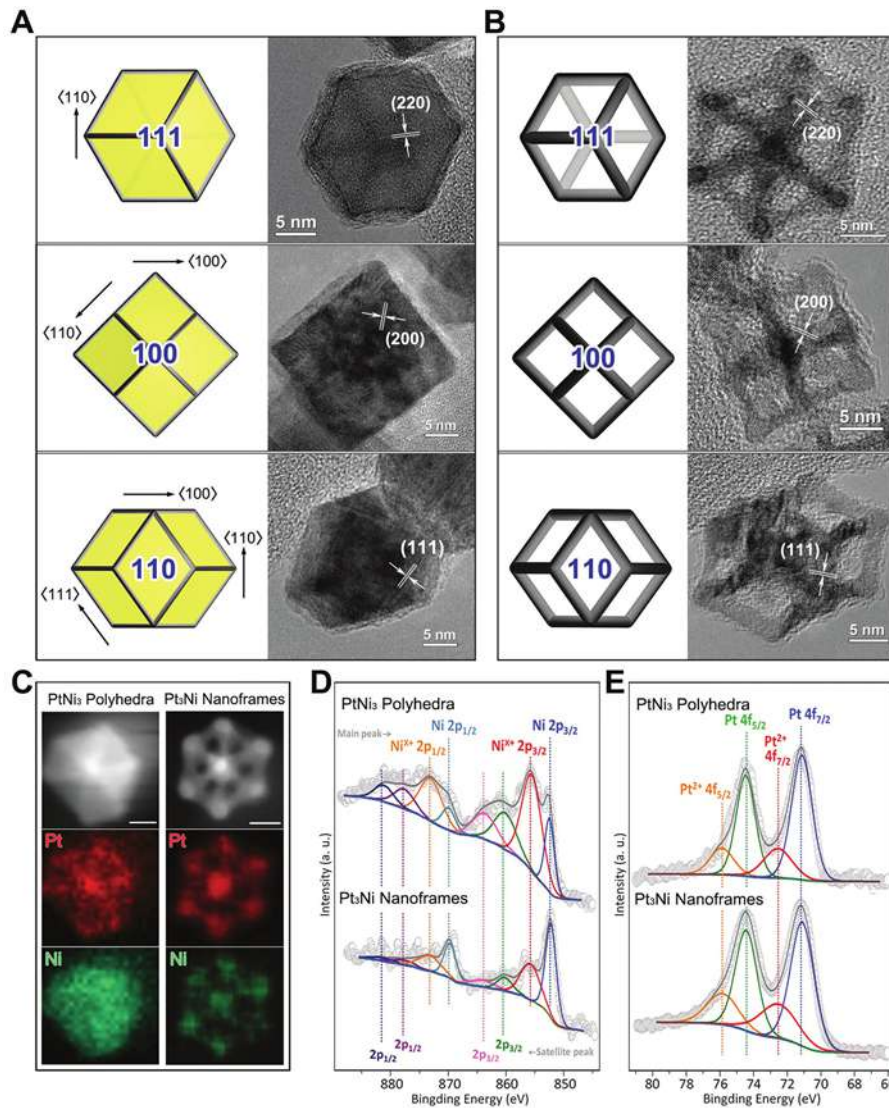 A
B
⟨110⟩
111
(220)
5 nm
111
(220)
5 nm
⟨100⟩
⟨110⟩
100
(200)
5 nm
100
(200)
5 nm
⟨100⟩
⟨110⟩
⟨111⟩
110
(111)
5 nm
110
(111)
5 nm
C
PtNi₃ Polyhedra
Pt₃Ni Nanoframes
Pt
Pt
Ni
Ni
D
PtNi₃ Polyhedra
Main peak→
Ni 2p₁/₂
Ni 2p₃/₂
Niˣ⁺ 2p₁/₂
Niˣ⁺ 2p₃/₂
Intensity (a. u.)
Pt₃Ni Nanoframes
2p₁/₂
2p₁/₂
2p₃/₂
2p₃/₂
←Satellite peak
880
870
860
850
Bingding Energy (eV)
E
PtNi₃ Polyhedra
Pt 4f₅/₂
Pt 4f₇/₂
Pt²⁺
4f₇/₂
Pt²⁺ 4f₅/₂
Intensity (a. u.)
Pt₃Ni Nanoframes
80
78
76
74
72
70
68
Bingding Energy (eV)